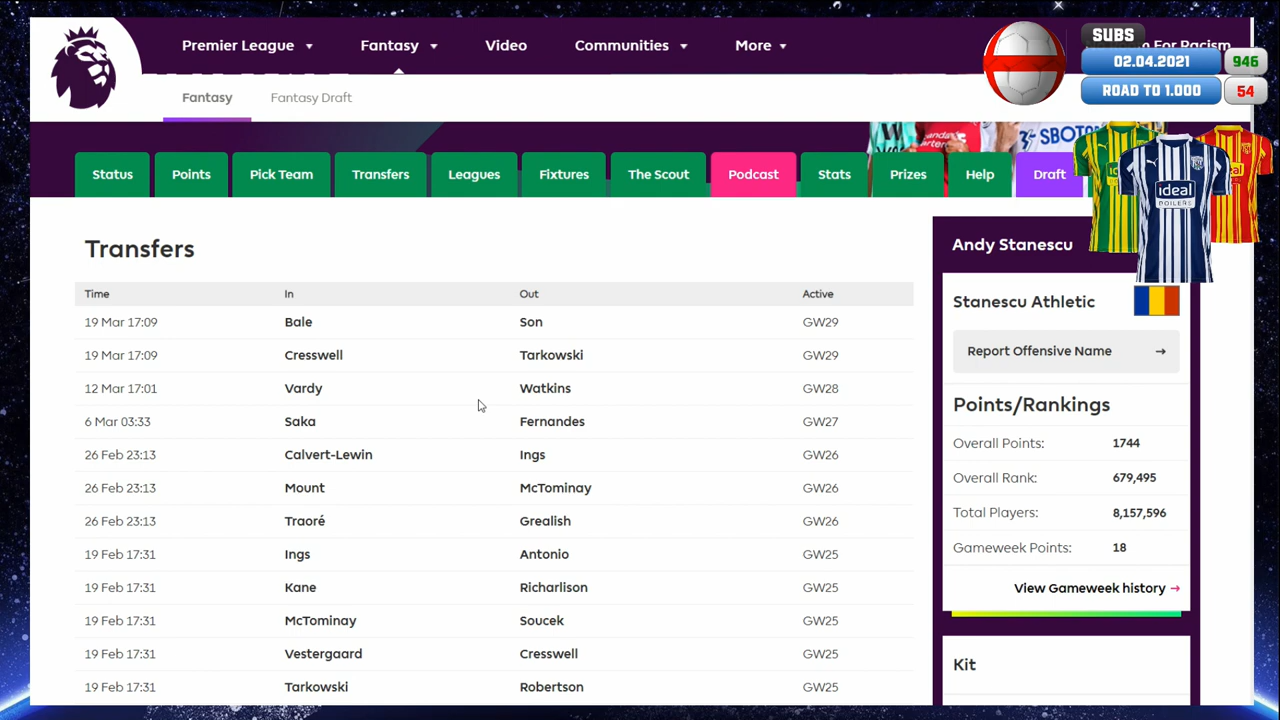 Premier League
Fantasy
Video
Communities
More
No Room For Racism
SUBS
02.04.2021
946
ROAD TO 1.000
54
Fantasy
Fantasy Draft
Status
Points
Pick Team
Transfers
Leagues
Fixtures
The Scout
Podcast
Stats
Prizes
Help
Draft
ideal
BOILERS
Transfers
Time In Out Active
19 Mar 17:09 Bale Son GW29
19 Mar 17:09 Cresswell Tarkowski GW29
12 Mar 17:01 Vardy Watkins GW28
6 Mar 03:33 Saka Fernandes GW27
26 Feb 23:13 Calvert-Lewin Ings GW26
26 Feb 23:13 Mount McTominay GW26
26 Feb 23:13 Traoré Grealish GW26
19 Feb 17:31 Ings Antonio GW25
19 Feb 17:31 Kane Richarlison GW25
19 Feb 17:31 McTominay Soucek GW25
19 Feb 17:31 Vestergaard Cresswell GW25
19 Feb 17:31 Tarkowski Robertson GW25
Andy Stanescu
Stanescu Athletic
Report Offensive Name →
Points/Rankings
Overall Points: 1744
Overall Rank: 679,495
Total Players: 8,157,596
Gameweek Points: 18
View Gameweek history →
Kit